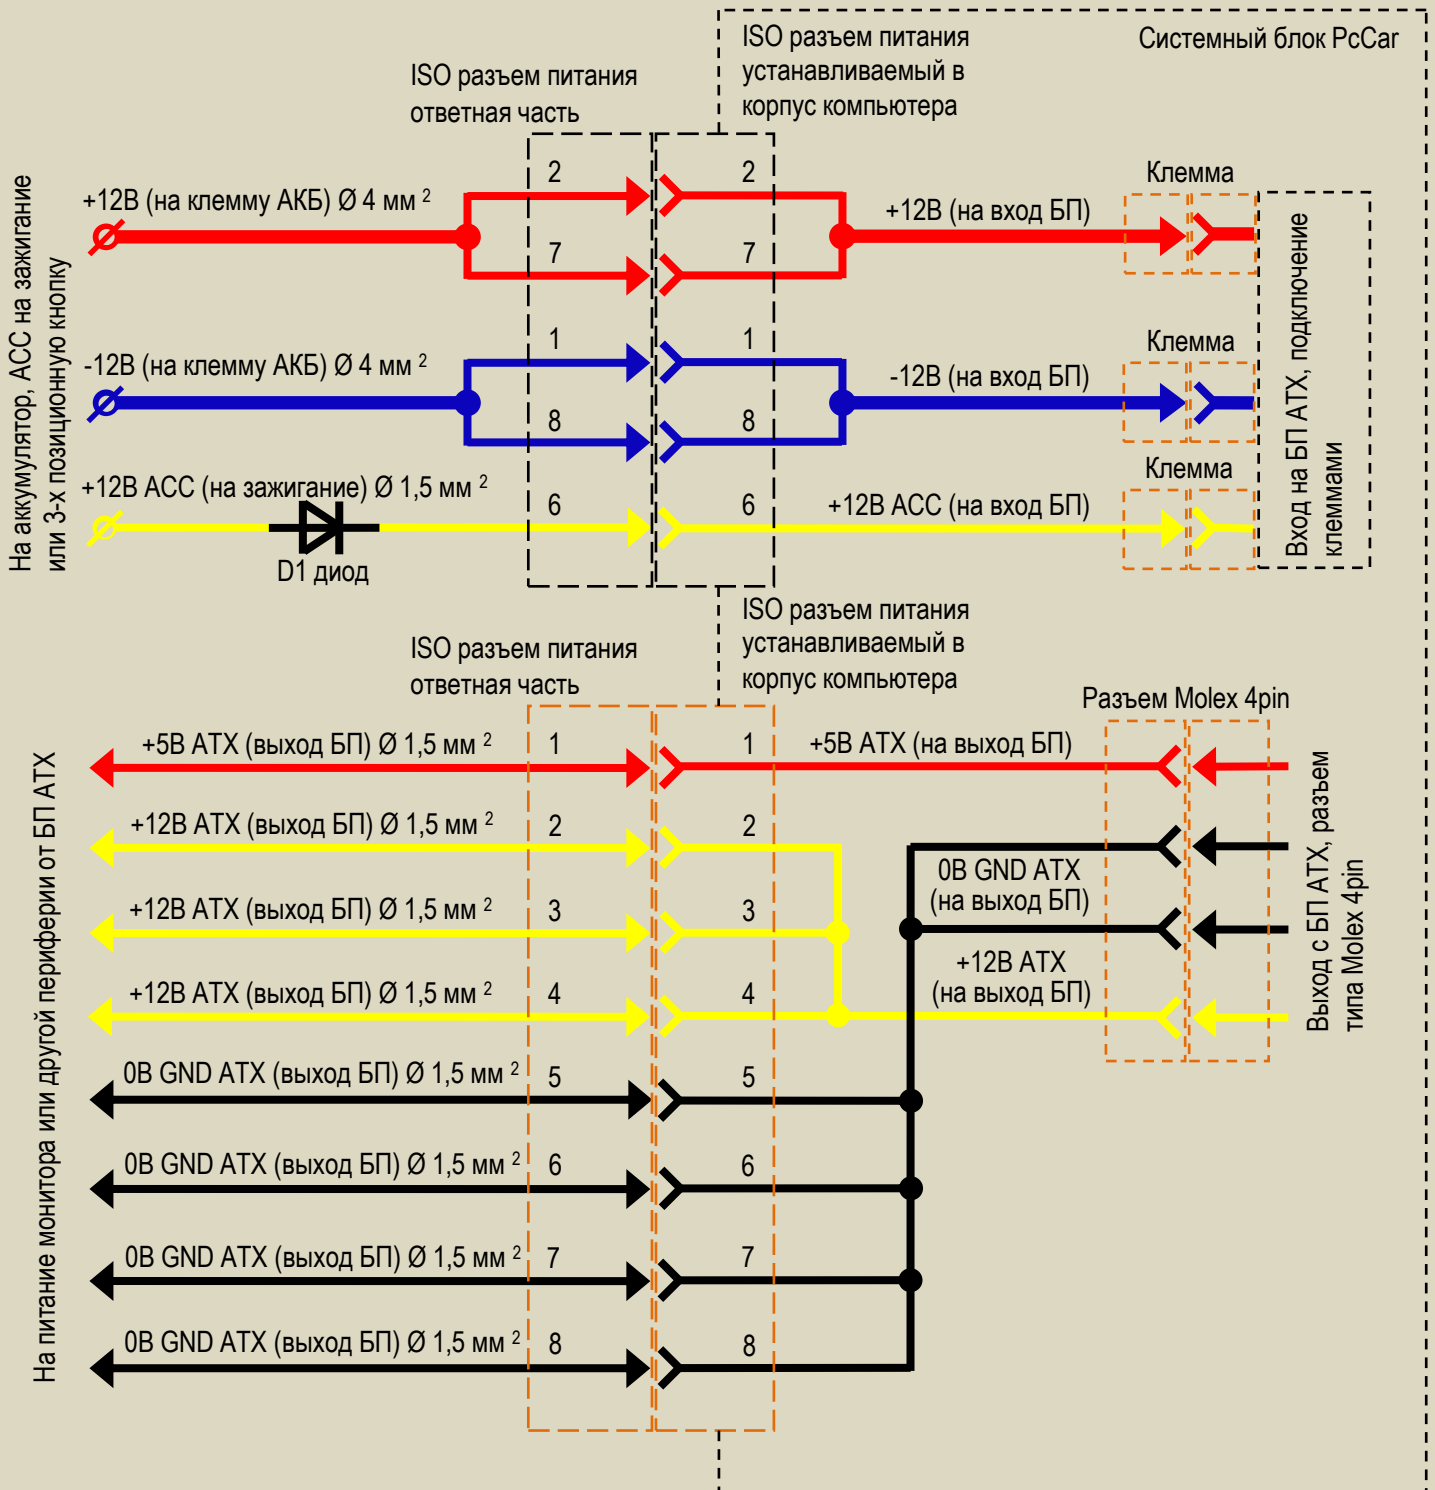 ISO разъем питания
устанавливаемый в
корпус компьютера
Системный блок PcCar
ISO разъем питания
ответная часть
На аккумулятор, АСС на зажигание
или 3-х позиционную кнопку
+12В (на клемму АКБ) Ø 4 мм ²
2
2
7
7
+12В (на вход БП)
Клемма
-12В (на клемму АКБ) Ø 4 мм ²
1
1
8
8
-12В (на вход БП)
Клемма
+12В АСС (на зажигание) Ø 1,5 мм ²
D1 диод
6
6
+12В АСС (на вход БП)
Клемма
Вход на БП АТХ, подключение
клеммами
ISO разъем питания
устанавливаемый в
корпус компьютера
ISO разъем питания
ответная часть
Разъем Molex 4pin
На питание монитора или другой периферии от БП АТХ
+5В АТХ (выход БП) Ø 1,5 мм ²
1
1
+5В АТХ (на выход БП)
+12В АТХ (выход БП) Ø 1,5 мм ²
2
2
+12В АТХ (выход БП) Ø 1,5 мм ²
3
3
0В GND АТХ
(на выход БП)
+12В АТХ (выход БП) Ø 1,5 мм ²
4
4
+12В АТХ
(на выход БП)
0В GND АТХ (выход БП) Ø 1,5 мм ²
5
5
0В GND АТХ (выход БП) Ø 1,5 мм ²
6
6
0В GND АТХ (выход БП) Ø 1,5 мм ²
7
7
0В GND АТХ (выход БП) Ø 1,5 мм ²
8
8
Выход с БП АТХ, разъем
типа Molex 4pin